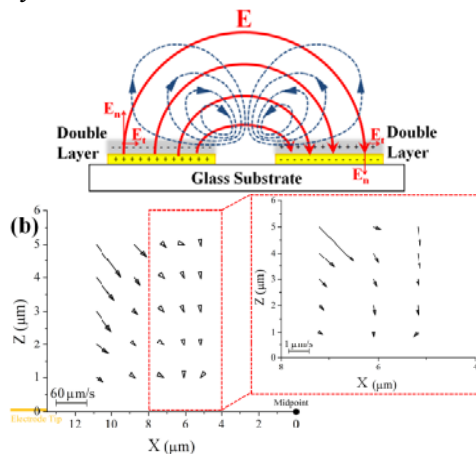 E
Eₙ
Double Layer
Eₜ
- - - - - - -
+ + + + + + +
+ + + + + + +
- - - - - - -
Eₜ
Double Layer
Eₙ
Glass Substrate
(b)
6
5
4
3
2
1
0
Z (μm)
60 μm/s
Electrode Tip
Midpoint
12
10
8
6
4
2
0
X (μm)
6
5
4
3
2
1
0
Z (μm)
1 μm/s
8
6
4
X (μm)